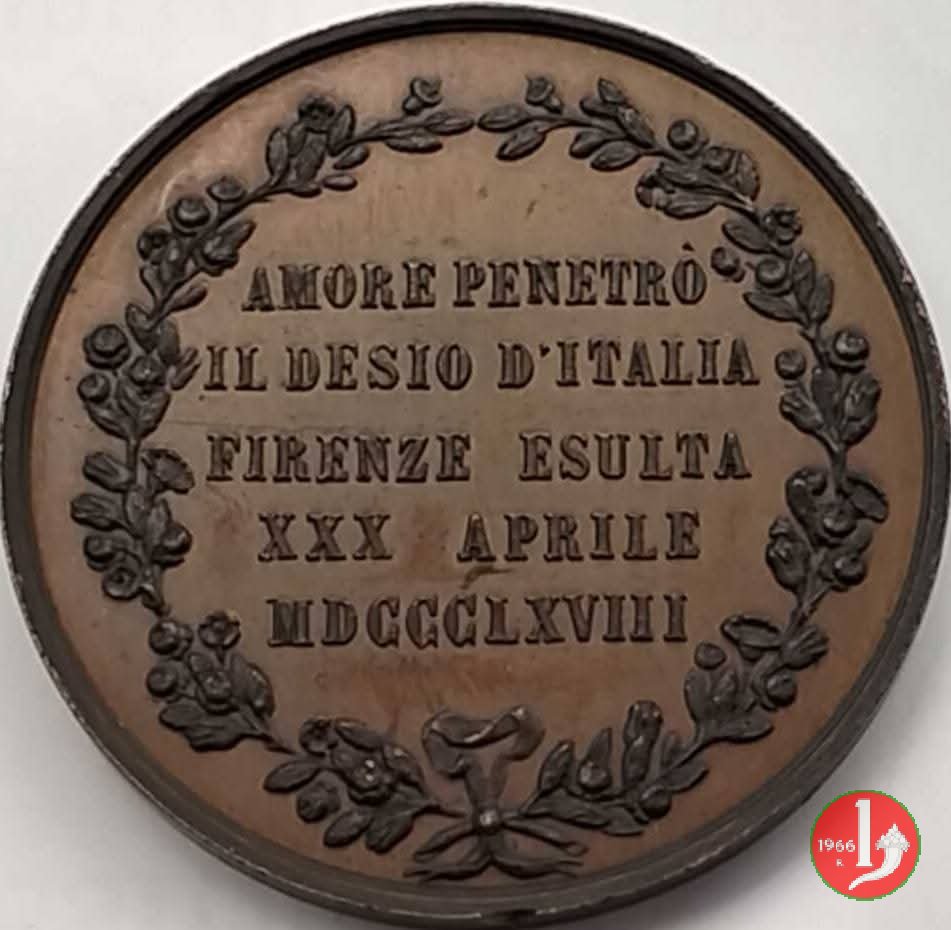 AMORE PENETRÒ
IL DESIO D'ITALIA
FIRENZE ESULTA
XXX APRILE
MDCCCLXVIII
1966
R.